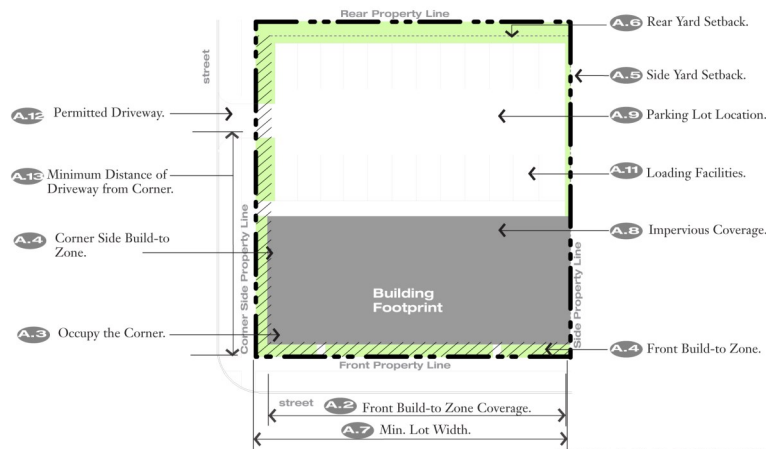 Rear Property Line
A.6 Rear Yard Setback.
street
A.5 Side Yard Setback.
A.12 Permitted Driveway.
A.9 Parking Lot Location.
A.13 Minimum Distance of
Driveway from Corner.
A.11 Loading Facilities.
A.4 Corner Side Build-to
Zone.
A.8 Impervious Coverage.
Corner Side Property Line
Side Property Line
Building
Footprint
A.3 Occupy the Corner.
A.4 Front Build-to Zone.
Front Property Line
street
A.2 Front Build-to Zone Coverage.
A.7 Min. Lot Width.